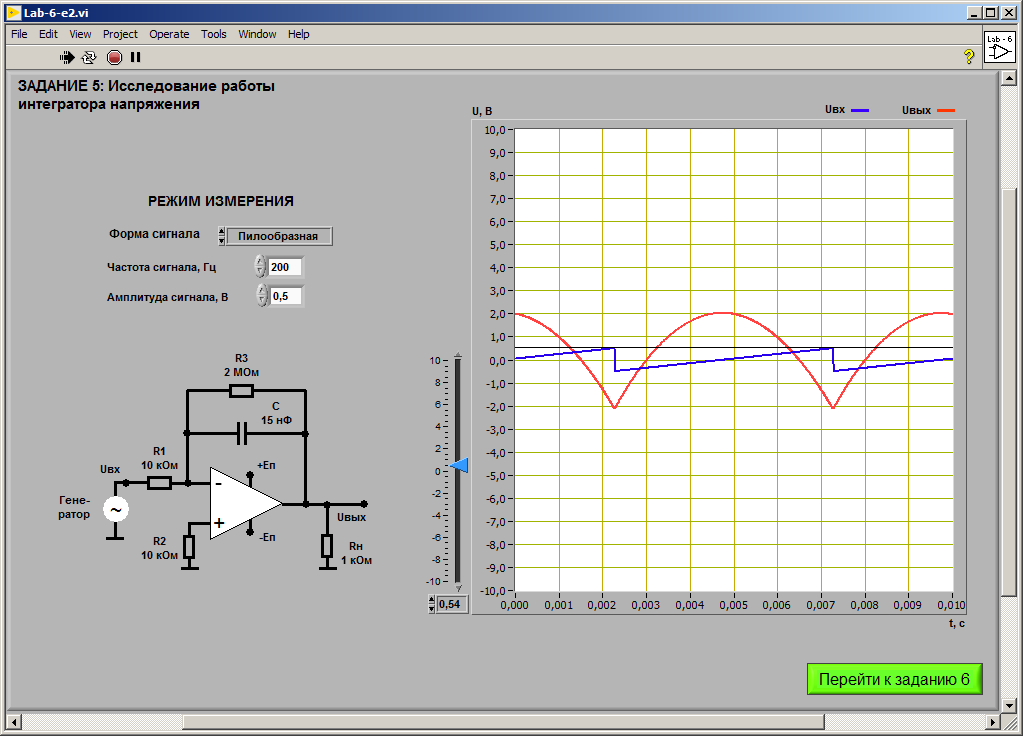 Lab-6-e2.vi
File Edit View Project Operate Tools Window Help
Lab - 6
?
ЗАДАНИЕ 5: Исследование работы
интегратора напряжения
РЕЖИМ ИЗМЕРЕНИЯ
Форма сигнала Пилообразная
Частота сигнала, Гц 200
Амплитуда сигнала, В 0,5
R3
2 МОм
C
15 нФ
R1
10 кОм
Uвх
+Еп
-
Гене-
ратор
~
+
-Еп
Uвых
R2
10 кОм
Rн
1 кОм
10
8
6
4
2
0
-2
-4
-6
-8
-10
0,54
U, В
Uвх Uвых
10,0
9,0
8,0
7,0
6,0
5,0
4,0
3,0
2,0
1,0
0,0
-1,0
-2,0
-3,0
-4,0
-5,0
-6,0
-7,0
-8,0
-9,0
-10,0
0,000 0,001 0,002 0,003 0,004 0,005 0,006 0,007 0,008 0,009 0,010
t, с
Перейти к заданию 6